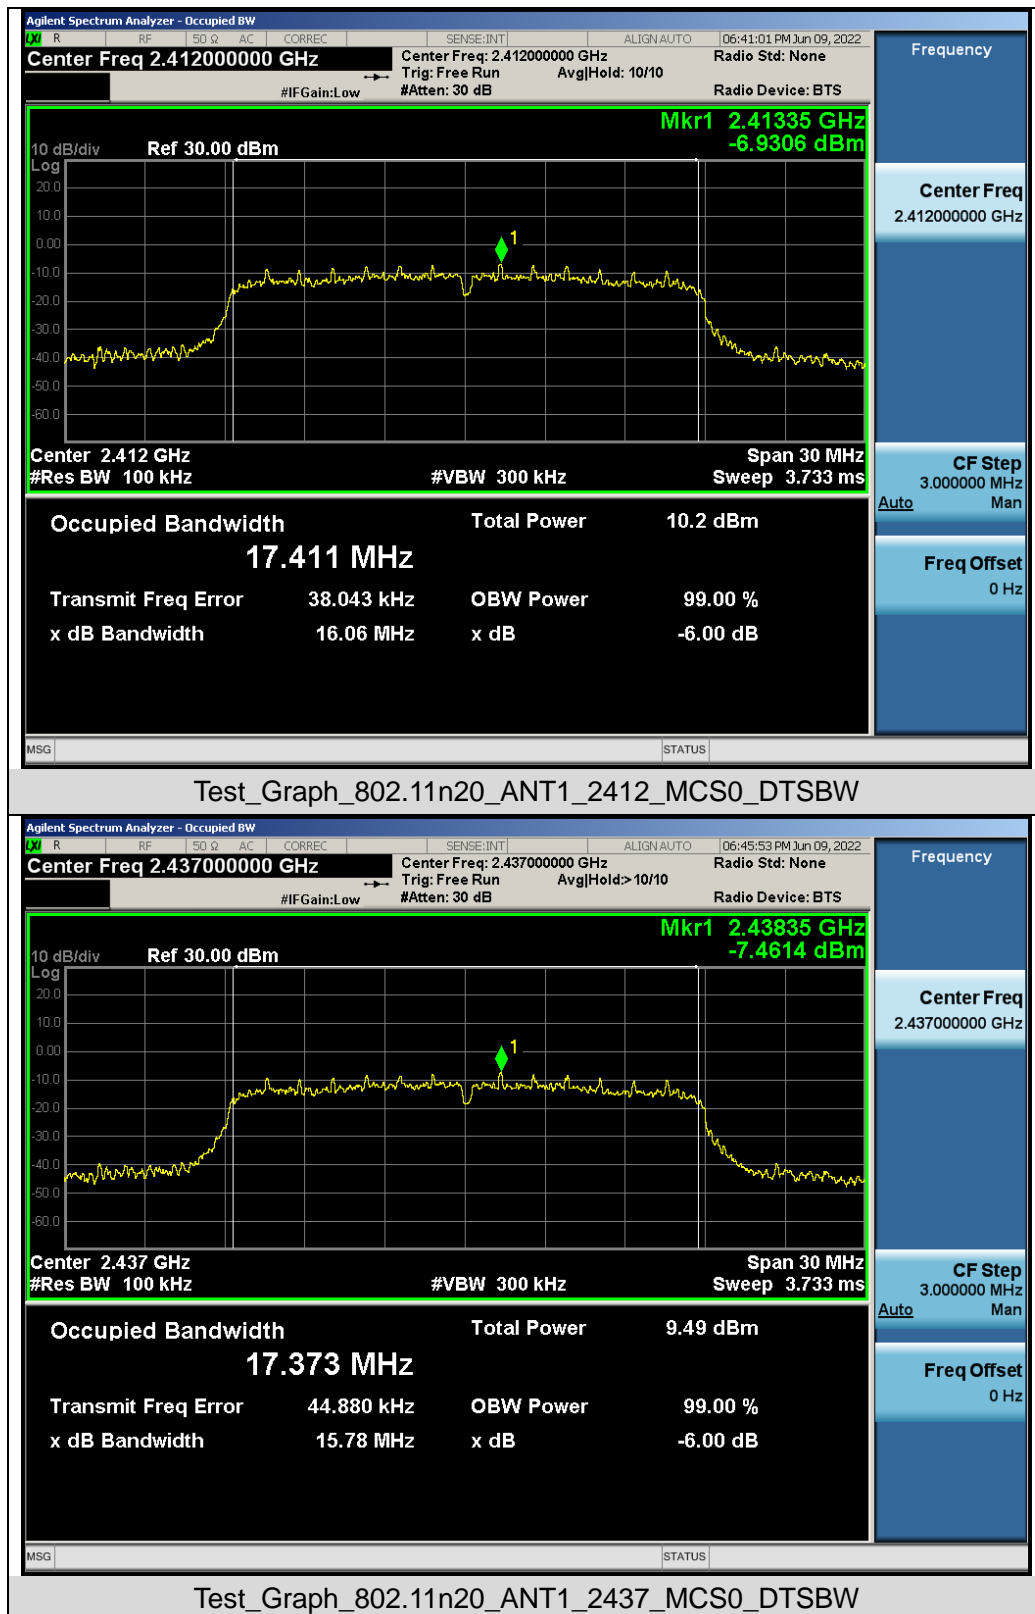 Agilent Spectrum Analyzer - Occupied BW
LXI R RF 50 Ω AC CORREC SENSE:INT ALIGN AUTO 06:41:01 PM Jun 09, 2022
Center Freq 2.412000000 GHz Center Freq: 2.412000000 GHz Radio Std: None Frequency
Trig: Free Run Avg|Hold: 10/10
#IFGain:Low #Atten: 30 dB Radio Device: BTS
Mkr1 2.41335 GHz
10 dB/div Ref 30.00 dBm -6.9306 dBm
Log
20.0
10.0
0.00
-10.0
-20.0
-30.0
-40.0
-50.0
-60.0
1
Center Freq
2.412000000 GHz
Center 2.412 GHz Span 30 MHz
#Res BW 100 kHz #VBW 300 kHz Sweep 3.733 ms
CF Step
3.000000 MHz
Auto Man
Occupied Bandwidth Total Power 10.2 dBm
17.411 MHz
Freq Offset
0 Hz
Transmit Freq Error 38.043 kHz OBW Power 99.00 %
x dB Bandwidth 16.06 MHz x dB -6.00 dB
MSG STATUS
Test_Graph_802.11n20_ANT1_2412_MCS0_DTSBW
Agilent Spectrum Analyzer - Occupied BW
LXI R RF 50 Ω AC CORREC SENSE:INT ALIGN AUTO 06:45:53 PM Jun 09, 2022
Center Freq 2.437000000 GHz Center Freq: 2.437000000 GHz Radio Std: None Frequency
Trig: Free Run Avg|Hold:> 10/10
#IFGain:Low #Atten: 30 dB Radio Device: BTS
Mkr1 2.43835 GHz
10 dB/div Ref 30.00 dBm -7.4614 dBm
Log
20.0
10.0
0.00
-10.0
-20.0
-30.0
-40.0
-50.0
-60.0
1
Center Freq
2.437000000 GHz
Center 2.437 GHz Span 30 MHz
#Res BW 100 kHz #VBW 300 kHz Sweep 3.733 ms
CF Step
3.000000 MHz
Auto Man
Occupied Bandwidth Total Power 9.49 dBm
17.373 MHz
Freq Offset
0 Hz
Transmit Freq Error 44.880 kHz OBW Power 99.00 %
x dB Bandwidth 15.78 MHz x dB -6.00 dB
MSG STATUS
Test_Graph_802.11n20_ANT1_2437_MCS0_DTSBW